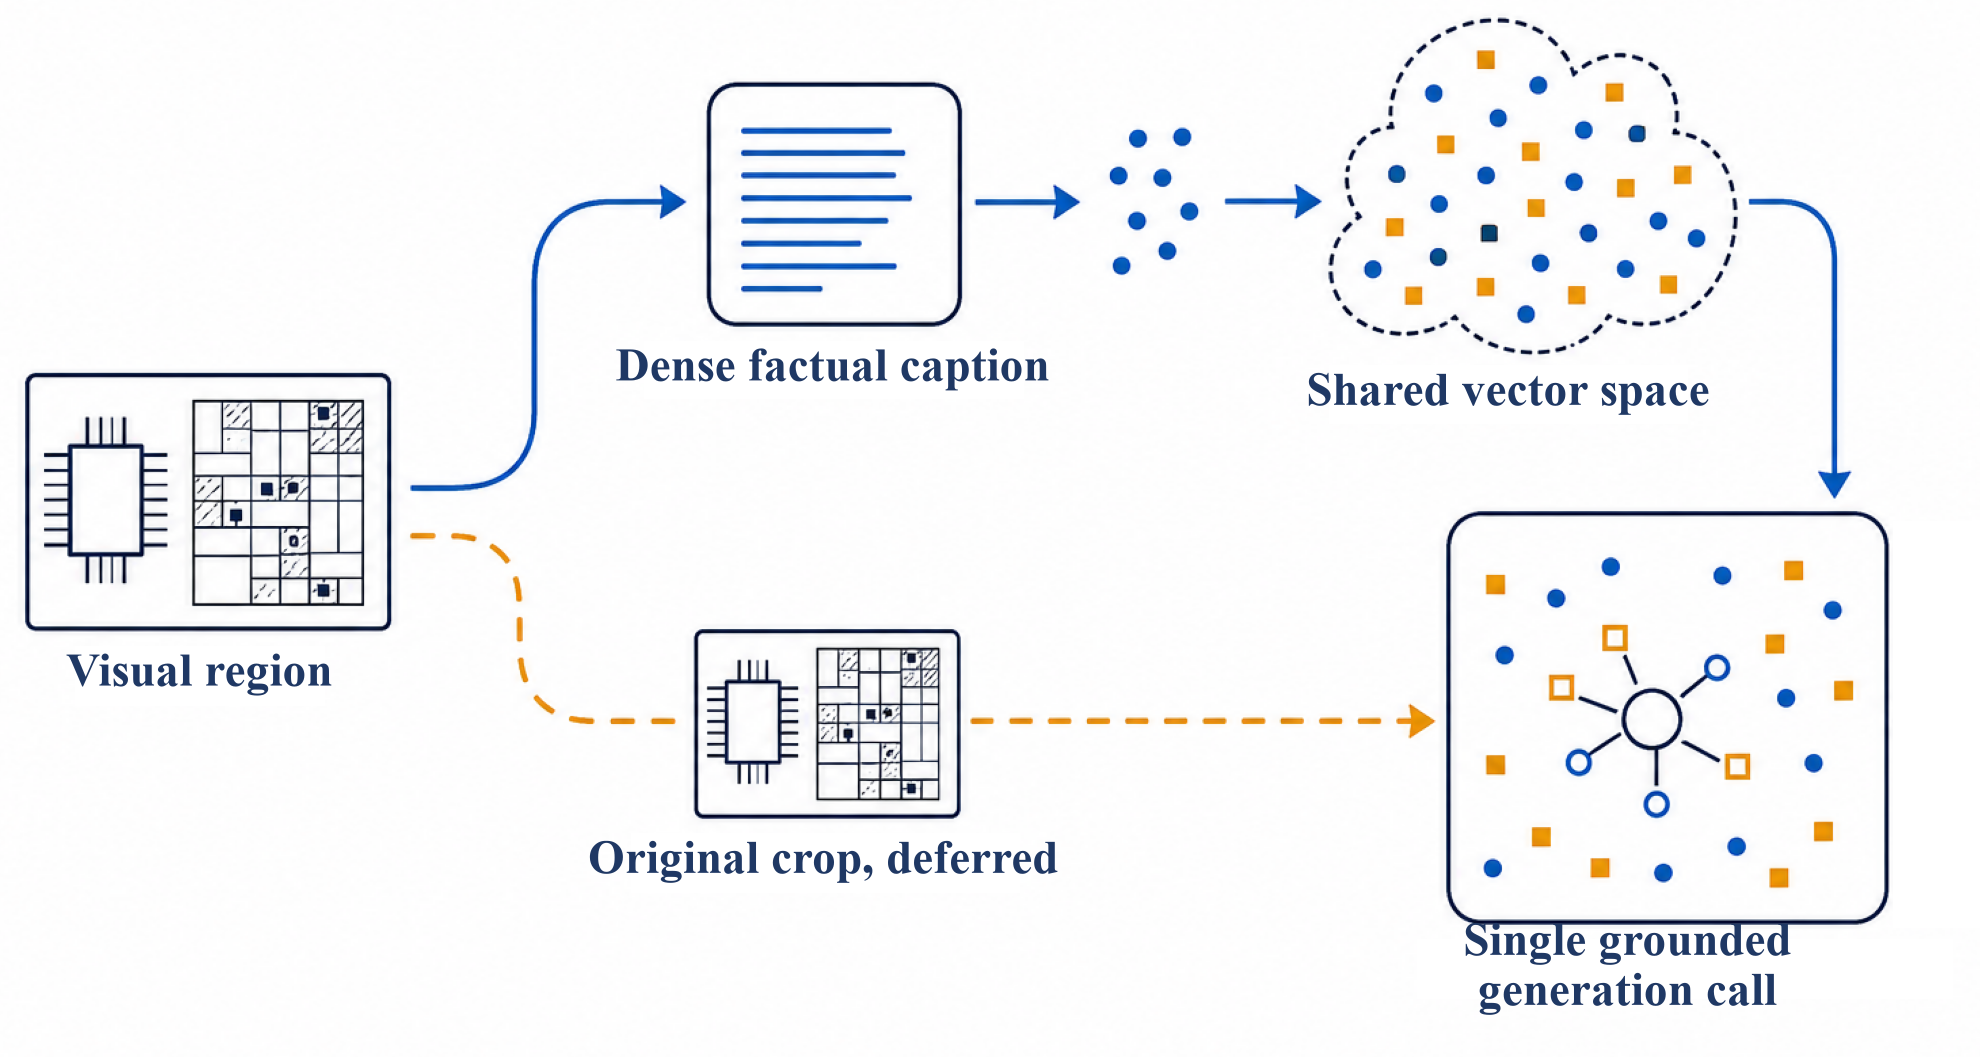 Dense factual caption
Shared vector space
Visual region
Original crop, deferred
Single grounded
generation call